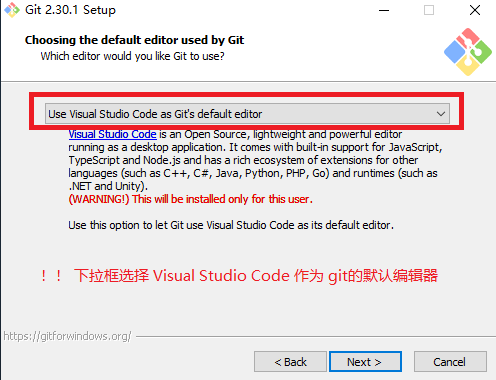 Git 2.30.1 Setup
Choosing the default editor used by Git
Which editor would you like Git to use?
Use Visual Studio Code as Git's default editor
Visual Studio Code is an Open Source, lightweight and powerful editor
running as a desktop application. It comes with built-in support for JavaScript,
TypeScript and Node.js and has a rich ecosystem of extensions for other
languages (such as C++, C#, Java, Python, PHP, Go) and runtimes (such as
.NET and Unity).
(WARNING!) This will be installed only for this user.
Use this option to let Git use Visual Studio Code as its default editor.
！！ 下拉框选择 Visual Studio Code 作为 git的默认编辑器
https://gitforwindows.org/
< Back
Next >
Cancel